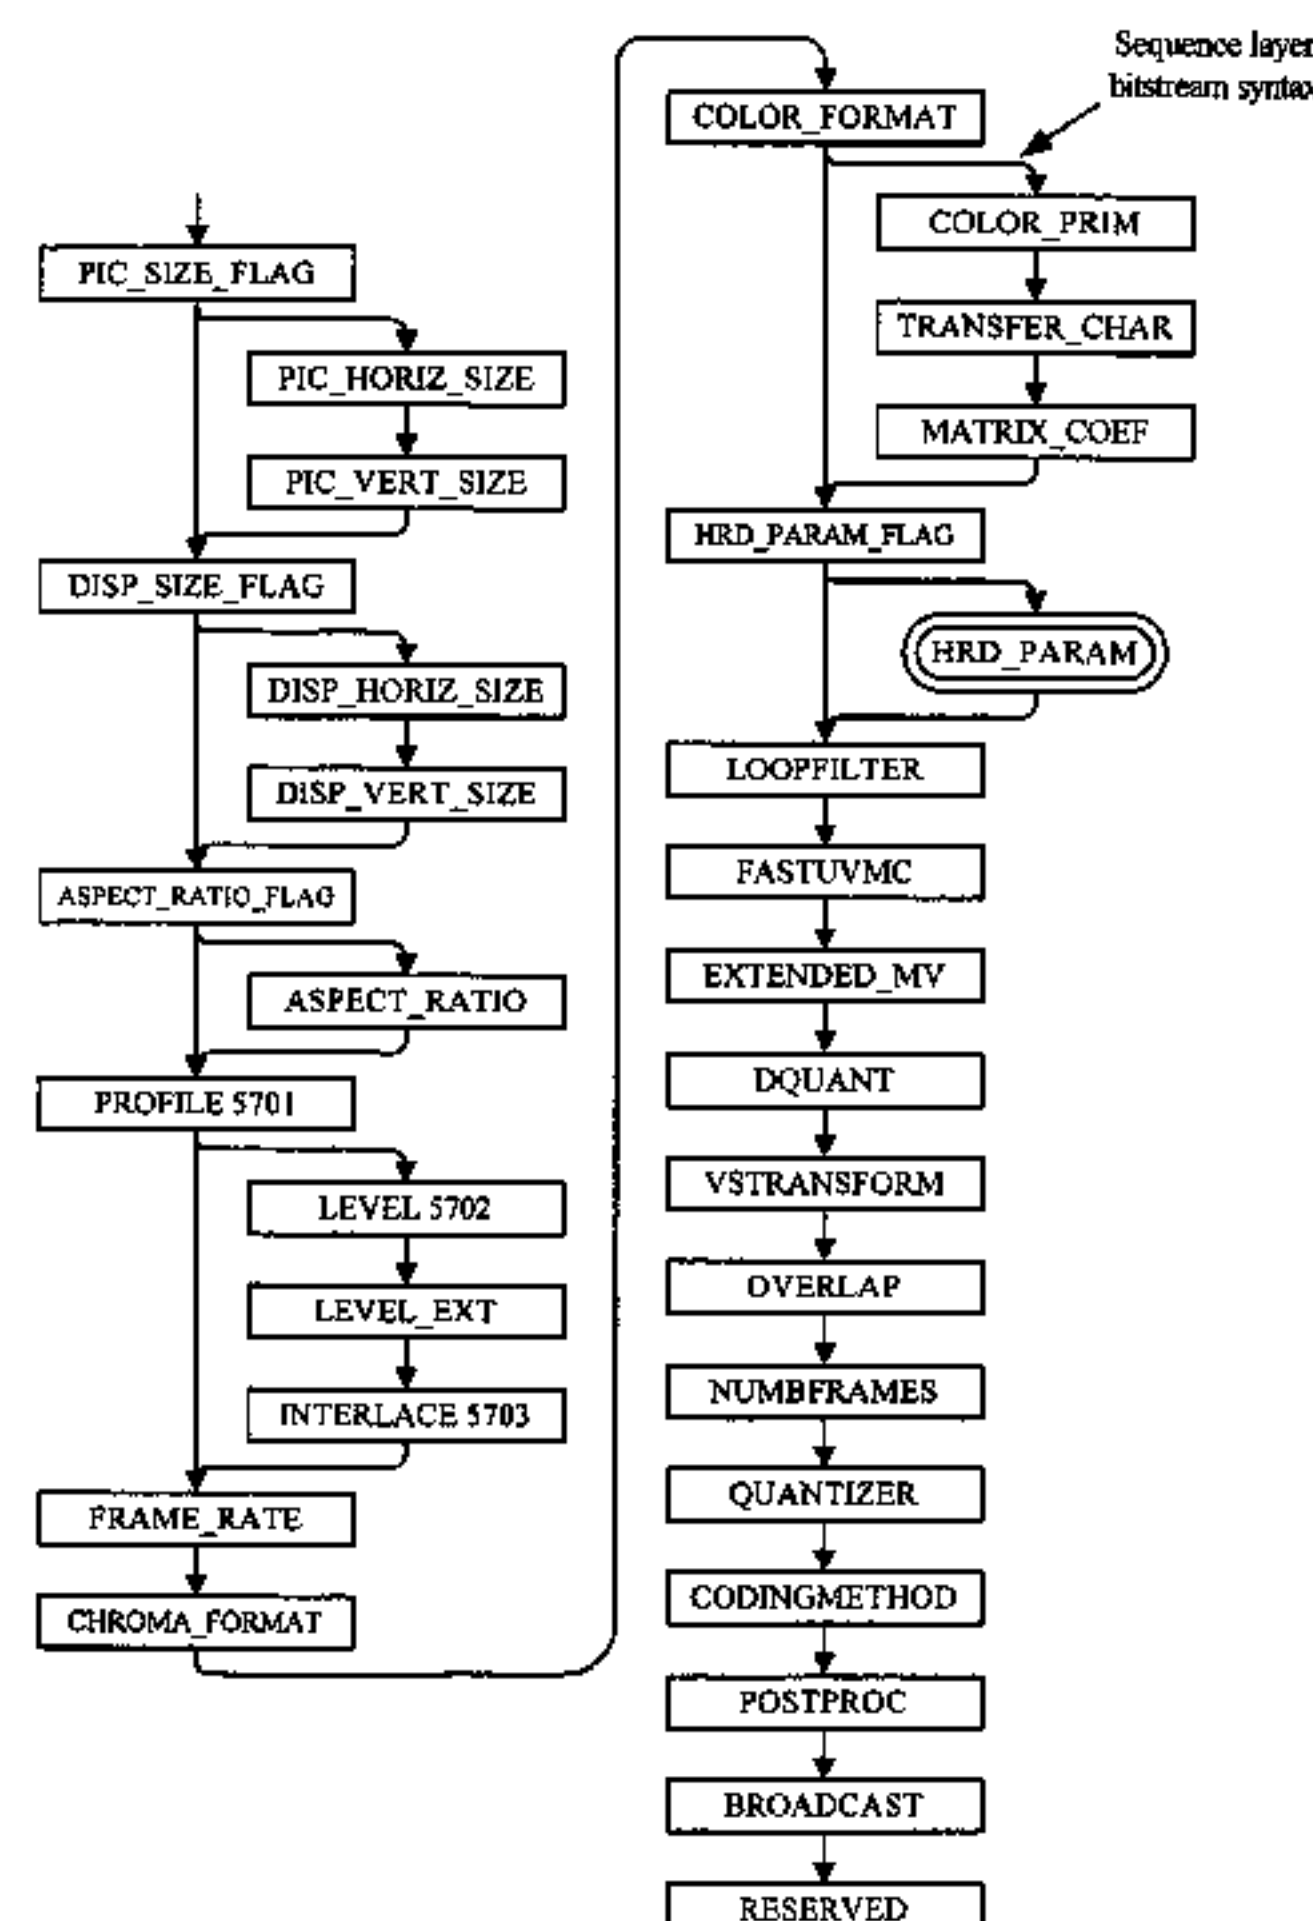 PIC_SIZE_FLAG
PIC_HORIZ_SIZE
PIC_VERT_SIZE
DISP_SIZE_FLAG
DISP_HORIZ_SIZE
DISP_VERT_SIZE
ASPECT_RATIO_FLAG
ASPECT_RATIO
PROFILE 5701
LEVEL 5702
LEVEL_EXT
INTERLACE 5703
FRAME_RATE
CHROMA_FORMAT
Sequence layer
bitstream syntax
COLOR_FORMAT
COLOR_PRIM
TRANSFER_CHAR
MATRIX_COEF
HRD_PARAM_FLAG
HRD_PARAM
LOOPFILTER
FASTUVMC
EXTENDED_MV
DQUANT
VSTRANSFORM
OVERLAP
NUMBFRAMES
QUANTIZER
CODINGMETHOD
POSTPROC
BROADCAST
RESERVED